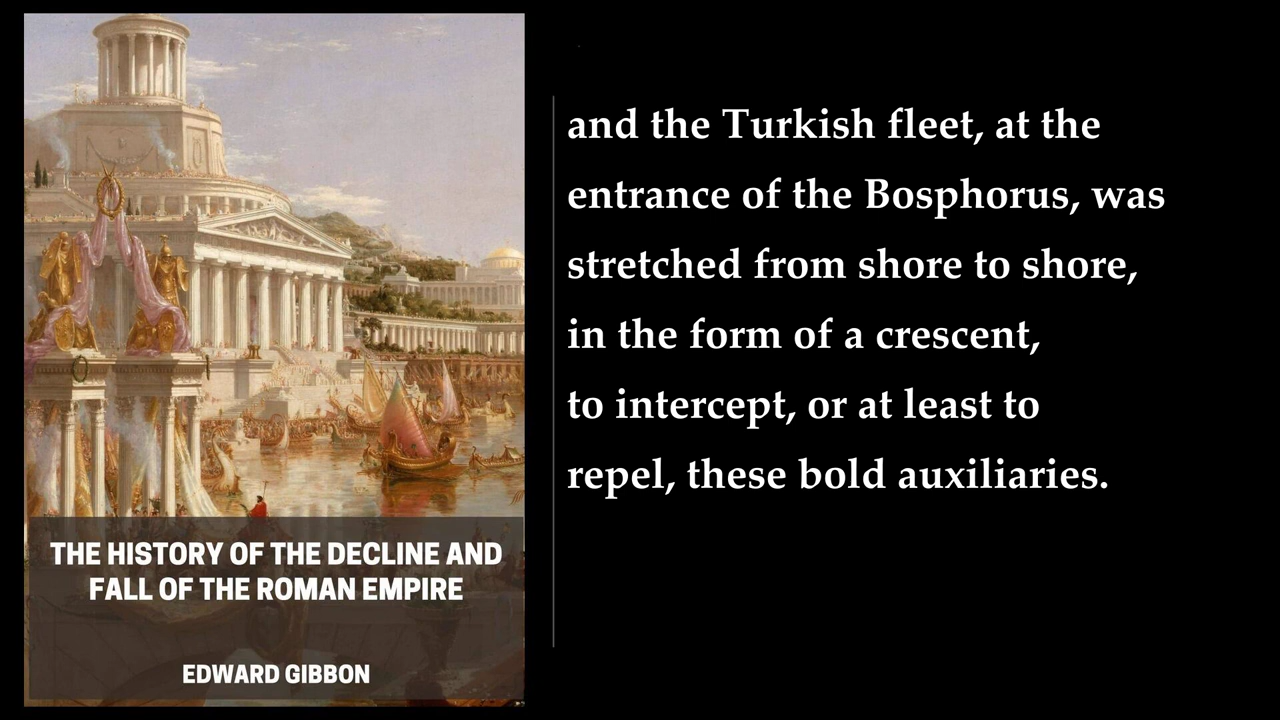 THE HISTORY OF THE DECLINE AND
FALL OF THE ROMAN EMPIRE
EDWARD GIBBON
and the Turkish fleet, at the
entrance of the Bosphorus, was
stretched from shore to shore,
in the form of a crescent,
to intercept, or at least to
repel, these bold auxiliaries.